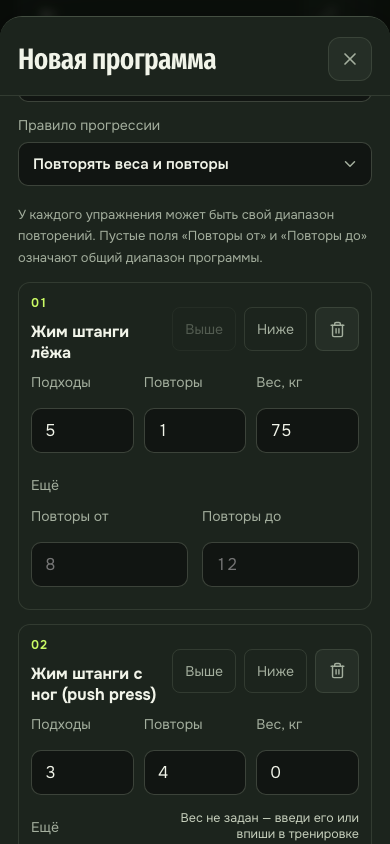 Новая программа
Правило прогрессии
Повторять веса и повторы
У каждого упражнения может быть свой диапазон
повторений. Пустые поля «Повторы от» и «Повторы до»
означают общий диапазон программы.
01
Жим штанги
лёжа
Выше
Ниже
Подходы
Повторы
Вес, кг
5
1
75
Ещё
Повторы от
Повторы до
8
12
02
Жим штанги с
ног (push press)
Выше
Ниже
Подходы
Повторы
Вес, кг
3
4
0
Ещё
Вес не задан — введи его или
впиши в тренировке